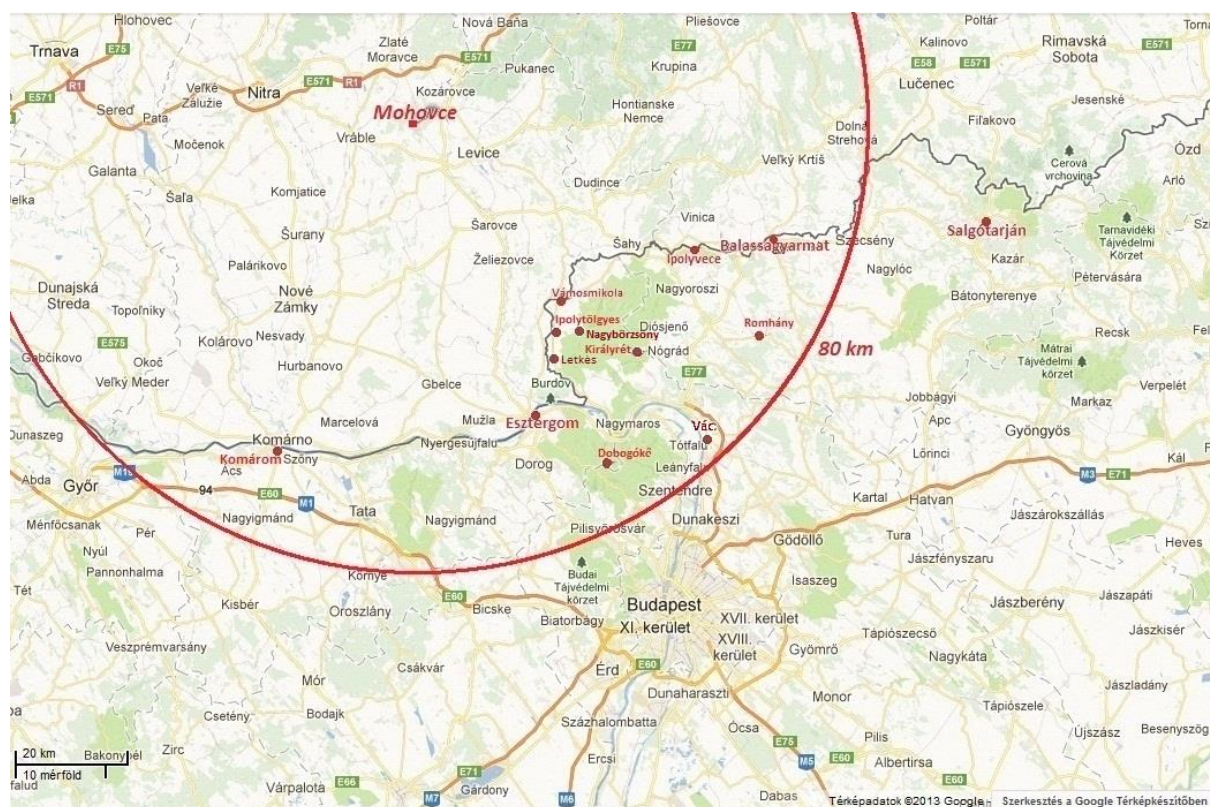 Hlohovec
Nová Baňa
Pliešovce
Poltár
Trnava
E75
E571
Zlaté
Moravce
E77
Kalinovo
E571
Rimavská
Sobota
R1
E571
Pukanec
Krupina
E58
E571
Veľké
Zálužie
Nitra
Kozárovce
Lučenec
E571
Sereď
Pata
Mohovce
Hontianske
Nemce
Jesenské
Močenok
Vráble
Levice
Dolná
Strehová
Fiľakovo
Galanta
Veľký Krtíš
Cerová
vrchovina
Ózd
Šaľa
Komjatice
Dudince
Arló
Šurany
Šarovce
Vinica
Salgótarján
Tarnavidéki
Tájvédelmi
Körzet
Šahy
Balassagyarmat
Szécsény
Želiezovce
Ipolyvece
Kazár
Palárikovo
Nagylóc
Pétervására
Dunajská
Streda
Nové
Zámky
Vámosmikola
Nagyoroszi
Bátonyterenye
Topoľníky
Ipolytölgyes
Nagybörzsöny
Diósjenő
Romhány
Recsk
E575
Kolárovo
Nesvady
Királyrét
Nógrád
80 km
Mátrai
Tájvédelmi
körzet
Gabčíkovo
Okoč
Hurbanovo
Letkés
E77
Veľký Meder
Gbelce
Burdov
Verpelét
Jobbágyi
Markaz
Marcelová
Mužla
Esztergom
Nagymaros
Vác.
Apc
Gyöngyös
Dunaszeg
Komárno
Nyergesujfalu
Tótfalu
Lőrinci
Komárom
Szőny
Ács
Dorog
Dobogókő
Leányfalu
Kál
M19
Győr
94
E60
M1
Szentendre
M3
E71
Abda
Tata
Kartal
Hatvan
Ménfőcsanak
Pér
Nagyigmánd
Nagyigmánd
Pilisvörösvár
Dunakeszi
Jászárokszállás
Nyúl
Gödöllő
Tura
Heves
Pannonhalma
Környe
Budai
Tájvédelmi
körzet
Jászfényszaru
Tét
E60
Isaszeg
Kisbér
Oroszlány
Bicske
Budapest
Jászberény
Jászapáti
Biatorbágy
XI. kerület
XVII. kerület
XVIII.
kerület
Tápiószecső
Jászkisér
Veszprémvarsány
Érd
E60
Gyömrő
Nagykáta
Csákvár
Mór
Dunaharaszti
Monor
Jászladány
Csetény
Bodajk
Százhalombatta
Ócsa
Tápiószele
Besenyszög
20 km
10 mérföld
Bakonybél
Zirc
Ercsi
E75
Pilis
Újszász
M5
Albertirsa
Várpalota
E66
E71
Gárdony
M7
M6
Dabas
E60
Térképadatok ©2013 Google
Szerkesztés a Google Térképkészítőben